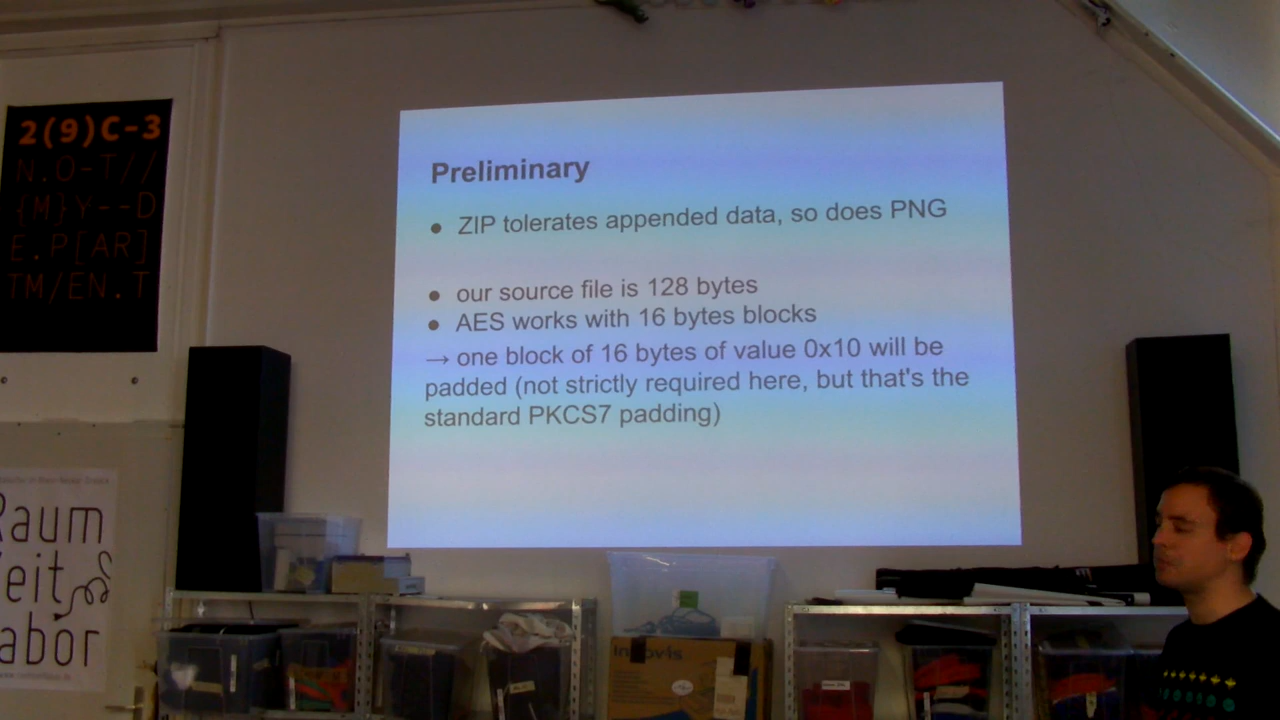 2(9)C-3
N.O-T//
{M}Y--D
E.P[AR]
TM/EN.T
Preliminary
● ZIP tolerates appended data, so does PNG
● our source file is 128 bytes
● AES works with 16 bytes blocks
→ one block of 16 bytes of value 0x10 will be
padded (not strictly required here, but that's the
standard PKCS7 padding)
Raum
Zeit
Labor